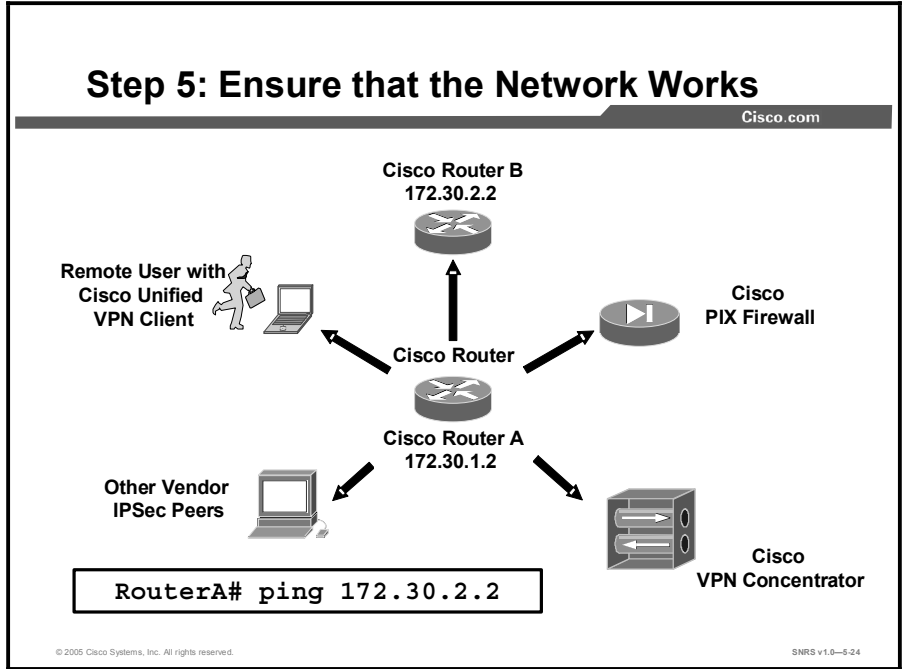 Step 5: Ensure that the Network Works
Cisco.com
Cisco Router B
172.30.2.2
Remote User with
Cisco Unified
VPN Client
Cisco
PIX Firewall
Cisco Router
Cisco Router A
172.30.1.2
Other Vendor
IPSec Peers
Cisco
VPN Concentrator
RouterA# ping 172.30.2.2
© 2005 Cisco Systems, Inc. All rights reserved.
SNRS v1.0—5-24